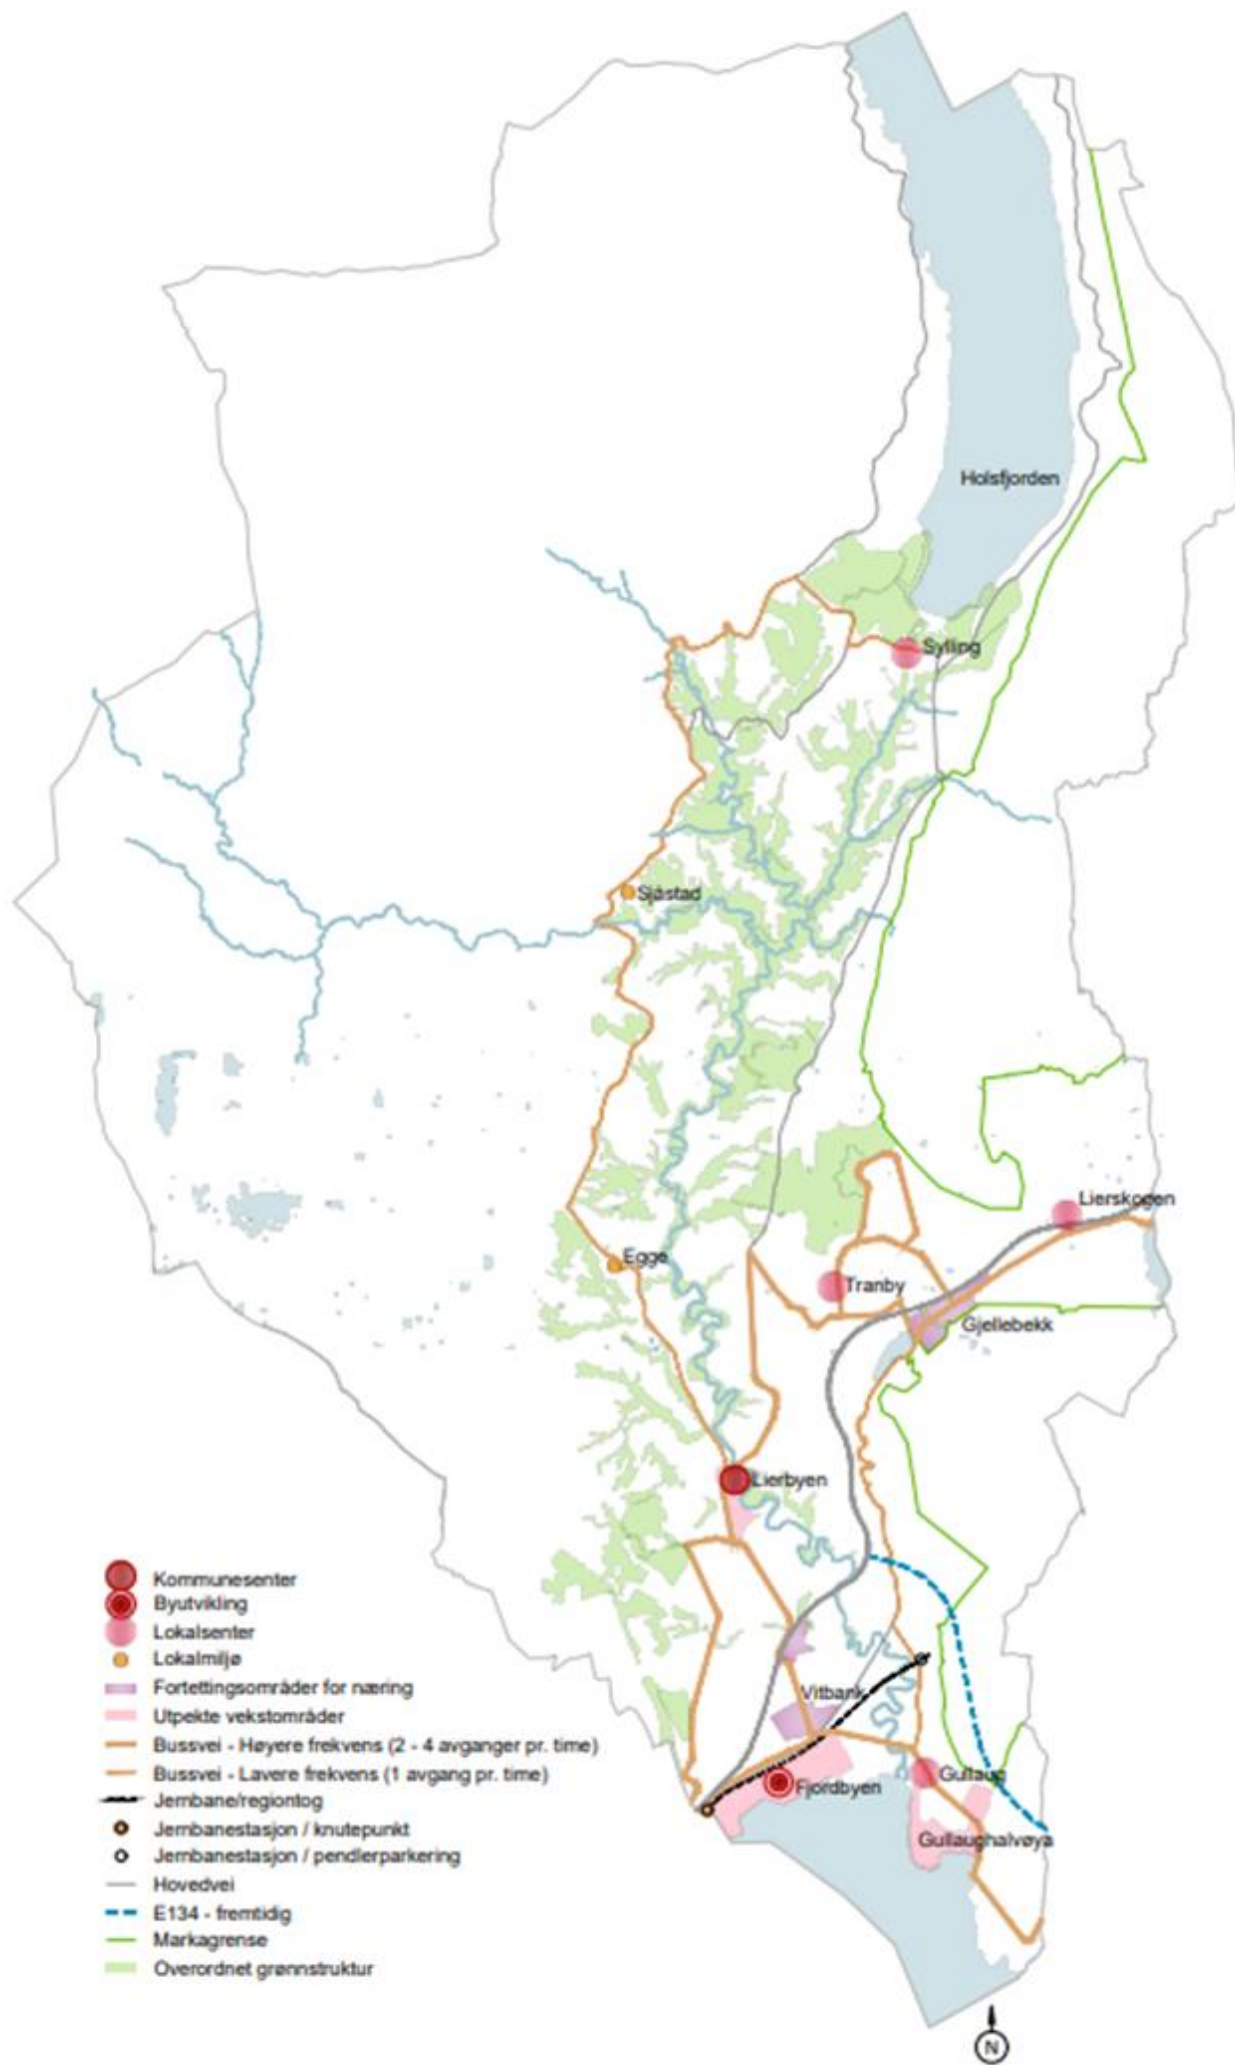 Holsfjorden
Sylling
Sjåstad
Lierskogen
Egge
Tranby
Gjellebekk
Lierbyen
Kommunesenter
Byutvikling
Lokalsenter
Lokalmiljø
Fortettingsområder for næring
Utpekte vekstområder
Bussvei - Høyere frekvens (2 - 4 avganger pr. time)
Bussvei - Lavere frekvens (1 avgang pr. time)
Jernbane/regiontog
Jernbanestasjon / knutepunkt
Jernbanestasjon / pendlerparkering
Hovedvei
E134 - fremtidig
Markagrense
Overordnet grønnstruktur
Vitbank
Fjordbyen
Gullaug
Gullaughalvøya
N